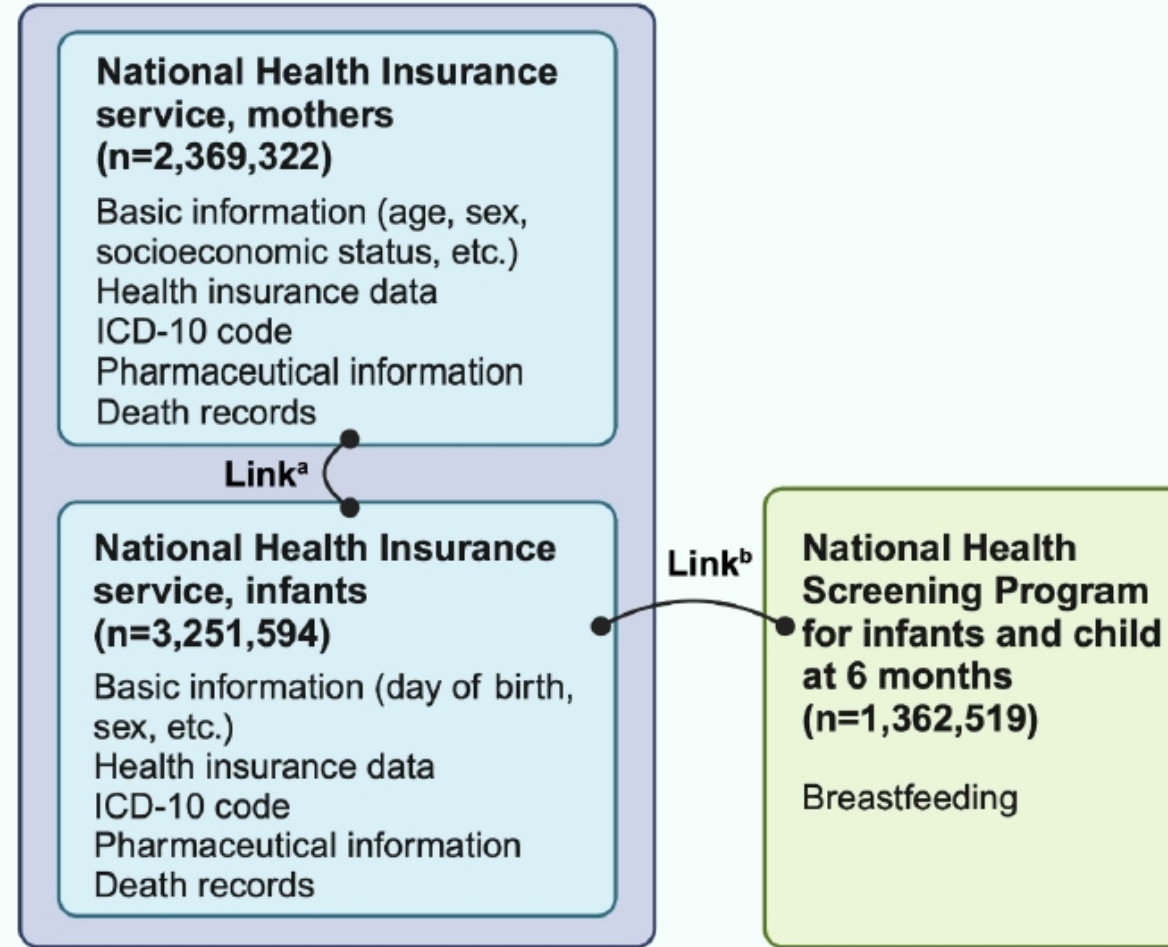 National Health Insurance
service, mothers
(n=2,369,322)
Basic information (age, sex,
socioeconomic status, etc.)
Health insurance data
ICD-10 code
Pharmaceutical information
Death records
Linkᵃ
National Health Insurance
service, infants
(n=3,251,594)
Basic information (day of birth,
sex, etc.)
Health insurance data
ICD-10 code
Pharmaceutical information
Death records
Linkᵇ
National Health
Screening Program
for infants and child
at 6 months
(n=1,362,519)
Breastfeeding